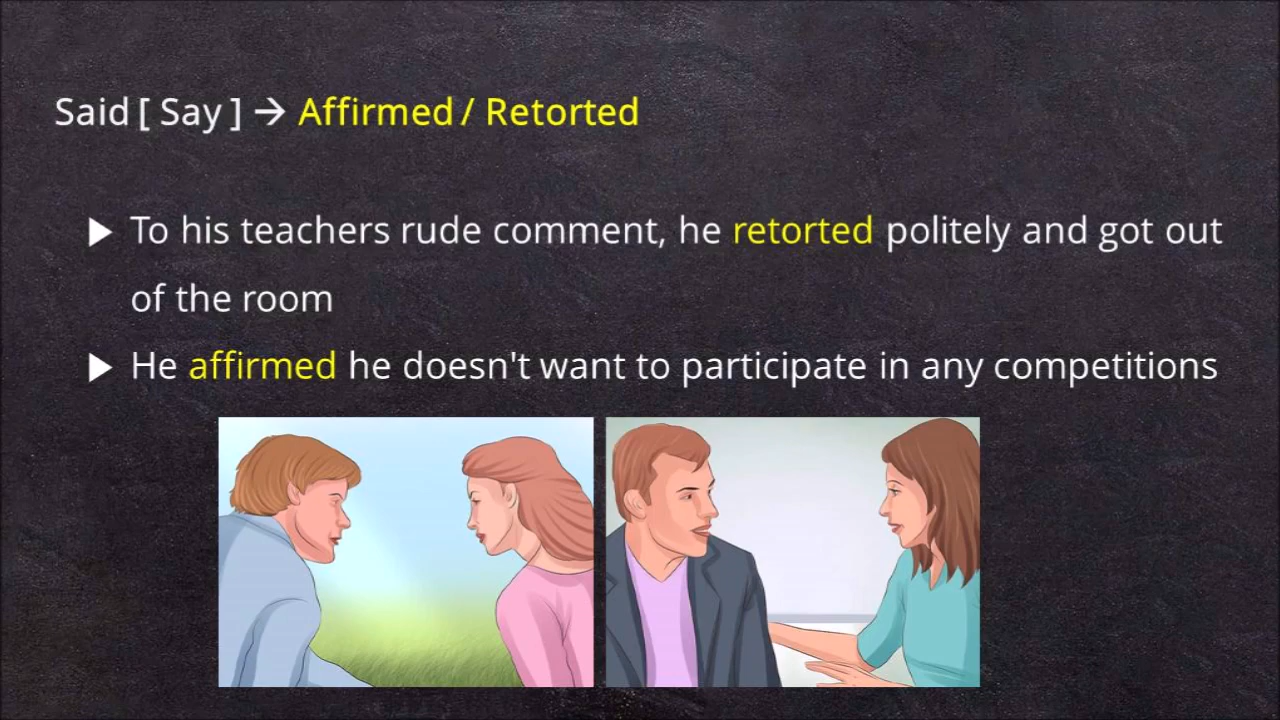 Said [ Say ] → Affirmed / Retorted
▶ To his teachers rude comment, he retorted politely and got out
of the room
▶ He affirmed he doesn't want to participate in any competitions